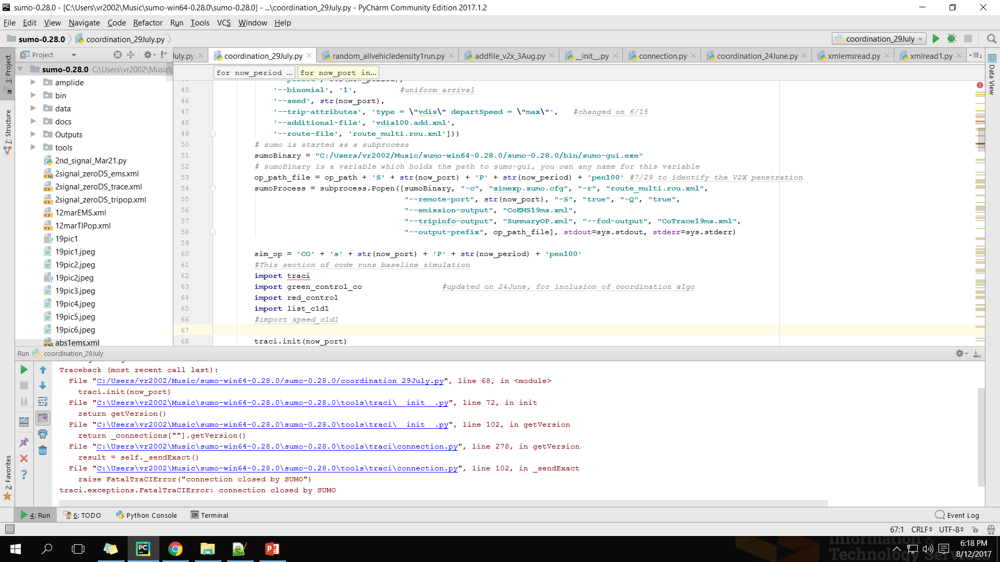 sumo-0.28.0 - [C:\Users\vr2002\Music\sumo-win64-0.28.0\sumo-0.28.0] - ...\coordination_29July.py - PyCharm Community Edition 2017.1.2
File Edit View Navigate Code Refactor Run Tools VCS Window Help
sumo-0.28.0 coordination_29July.py coordination_29July
Project
uly.py coordination_29July.py random_allvehicledensity1run.py addfile_v2x_3Aug.py __init__.py connection.py coordination_24June.py xmlemsread.py xmlread1.py
1: Project
7: Structure
2: Favorites
Data View
sumo-0.28.0 C:\Users\vr2002\Music\
amplide
bin
data
docs
Outputs
tools
2nd_signal_Mar21.py
2signal_zeroDS_ems.xml
2signal_zeroDS_trace.xml
2signal_zeroDS_tripop.xml
12marEMS.xml
12marTIPop.xml
19pic1
19pic1.jpeg
19pic2.jpeg
19pic2jpeg
19pic3.jpeg
19pic4.jpeg
19pic5.jpeg
19pic6.jpeg
abs1ems.xml
for now_period ... for now_port in...
45 '--binomial', '1', #uniform arrival
46 '--seed', str(now_port),
47 '--trip-attributes', 'type = \"vdis\" departSpeed = \"max\"', #changed on 6/15
48 '--additional-file', 'vdis100.add.xml',
49 '--route-file', 'route_multi.rou.xml']))
50 # sumo is started as a subprocess
51 sumoBinary = "C:/Users/vr2002/Music/sumo-win64-0.28.0/sumo-0.28.0/bin/sumo-gui.exe"
52 # sumoBinary is a variable which holds the path to sumo-gui, you can any name for this variable
53 op_path_file = op_path + 'S' + str(now_port) + 'P' + str(now_period) + 'pen100' #7/29 to identify the V2X penetration
54 sumoProcess = subprocess.Popen([sumoBinary, "-c", "simexp.sumo.cfg", "-r", "route_multi.rou.xml",
55 "--remote-port", str(now_port), "-S", "true", "-Q", "true",
56 "--emission-output", "CoEMS19ms.xml",
57 "--tripinfo-output", "SummaryOP.xml", "--fcd-output", "CoTrace19ms.xml",
58 "--output-prefix", op_path_file], stdout=sys.stdout, stderr=sys.stderr)
59
60 sim_op = 'CO' + 's' + str(now_port) + 'P' + str(now_period) + 'pen100'
61 #This section of code runs baseline simulation
62 import traci
63 import green_control_co #updated on 24June, for inclusion of coordination algo
64 import red_control
65 import list_c1d1
66 #import speed_c1d1
67
68 traci.init(now_port)
Run coordination_29July
Traceback (most recent call last):
File "C:/Users/vr2002/Music/sumo-win64-0.28.0/sumo-0.28.0/coordination_29July.py", line 68, in <module>
traci.init(now_port)
File "C:\Users\vr2002\Music\sumo-win64-0.28.0\sumo-0.28.0\tools\traci\__init__.py", line 72, in init
return getVersion()
File "C:\Users\vr2002\Music\sumo-win64-0.28.0\sumo-0.28.0\tools\traci\__init__.py", line 102, in getVersion
return _connections[""].getVersion()
File "C:\Users\vr2002\Music\sumo-win64-0.28.0\sumo-0.28.0\tools\traci\connection.py", line 278, in getVersion
result = self._sendExact()
File "C:\Users\vr2002\Music\sumo-win64-0.28.0\sumo-0.28.0\tools\traci\connection.py", line 102, in _sendExact
raise FatalTraCIError("connection closed by SUMO")
traci.exceptions.FatalTraCIError: connection closed by SUMO
4: Run 6: TODO Python Console Terminal Event Log
67:1 CRLF UTF-8
Information &
Technology Services
6:18 PM
8/12/2017